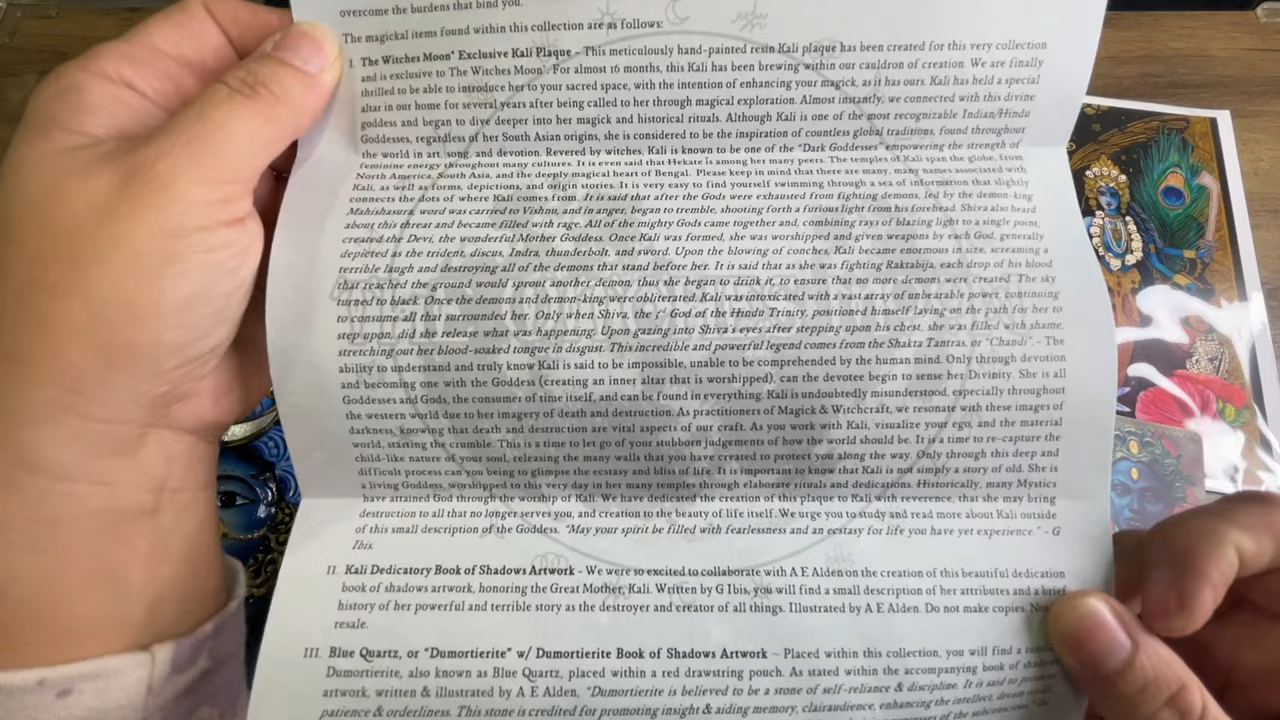 overcome the burdens that bind you.
The magickal items found within this collection are as follows:
I. The Witches Moon® Exclusive Kali Plaque ~ This meticulously hand-painted resin Kali plaque has been created for this very collection
and is exclusive to The Witches Moon®. For almost 16 months, this Kali has been brewing within our cauldron of creation. We are finally
thrilled to be able to introduce her to your sacred space, with the intention of enhancing your magick, as it has ours. Kali has held a special
altar in our home for several years after being called to her through magical exploration. Almost instantly, we connected with this divine
goddess and began to dive deeper into her magick and historical rituals. Although Kali is one of the most recognizable Indian/Hindu
Goddesses, regardless of her South Asian origins, she is considered to be the inspiration of countless global traditions, found throughout
the world in art, song, and devotion. Revered by witches, Kali is known to be one of the "Dark Goddesses" empowering the strength of
feminine energy throughout many cultures. It is even said that Hekate is among her many peers. The temples of Kali span the globe, from
North America, South Asia, and the deeply magical heart of Bengal. Please keep in mind that there are many, many names associated with
Kali, as well as forms, depictions, and origin stories. It is very easy to find yourself swimming through a sea of information that slightly
connects the dots of where Kali comes from. It is said that after the Gods were exhausted from fighting demons, led by the demon-king
Mahishasura, word was carried to Vishnu, and in anger, began to tremble, shooting forth a furious light from his forehead. Shiva also heard
about this threat and became filled with rage. All of the mighty Gods came together and, combining rays of blazing light to a single point,
created the Devi, the wonderful Mother Goddess. Once Kali was formed, she was worshipped and given weapons by each God, generally
depicted as the trident, discus, Indra, thunderbolt, and sword. Upon the blowing of conches, Kali became enormous in size, screaming a
terrible laugh and destroying all of the demons that stand before her. It is said that as she was fighting Raktabija, each drop of his blood
that reached the ground would sprout another demon, thus she began to drink it, to ensure that no more demons were created. The sky
turned to black. Once the demons and demon-king were obliterated, Kali was intoxicated with a vast array of unbearable power, continuing
to consume all that surrounded her. Only when Shiva, the 3rd God of the Hindu Trinity, positioned himself laying on the path for her to
step upon, did she release what was happening. Upon gazing into Shiva's eyes after stepping upon his chest, she was filled with shame,
stretching out her blood-soaked tongue in disgust. This incredible and powerful legend comes from the Shakta Tantras, or "Chandi". ~ The
ability to understand and truly know Kali is said to be impossible, unable to be comprehended by the human mind. Only through devotion
and becoming one with the Goddess (creating an inner altar that is worshipped), can the devotee begin to sense her Divinity. She is all
Goddesses and Gods, the consumer of time itself, and can be found in everything. Kali is undoubtedly misunderstood, especially throughout
the western world due to her imagery of death and destruction. As practitioners of Magick & Witchcraft, we resonate with these images of
darkness, knowing that death and destruction are vital aspects of our craft. As you work with Kali, visualize your ego, and the material
world, starting the crumble. This is a time to let go of your stubborn judgements of how the world should be. It is a time to re-capture the
child-like nature of your soul, releasing the many walls that you have created to protect you along the way. Only through this deep and
difficult process can you being to glimpse the ecstasy and bliss of life. It is important to know that Kali is not simply a story of old. She is
a living Goddess, worshipped to this very day in her many temples through elaborate rituals and dedications. Historically, many Mystics
have attained God through the worship of Kali. We have dedicated the creation of this plaque to Kali with reverence, that she may bring
destruction to all that no longer serves you, and creation to the beauty of life itself. We urge you to study and read more about Kali outside
of this small description of the Goddess. "May your spirit be filled with fearlessness and an ecstasy for life you have yet experience." ~ G
Ibis.
II. Kali Dedicatory Book of Shadows Artwork ~ We were so excited to collaborate with A E Alden on the creation of this beautiful dedication
book of shadows artwork, honoring the Great Mother, Kali. Written by G Ibis, you will find a small description of her attributes and a brief
history of her powerful and terrible story as the destroyer and creator of all things. Illustrated by A E Alden. Do not make copies.
resale.
III. Blue Quartz, or "Dumortierite" w/ Dumortierite Book of Shadows Artwork ~ Placed within this collection, you will find a
Dumortierite, also known as Blue Quartz, placed within a red drawstring pouch. As stated within the accompanying book of
artwork, written & illustrated by A E Alden, "Dumortierite is believed to be a stone of self-reliance & discipline. It is said to
patience & orderliness. This stone is credited for promoting insight & aiding memory, clairaudience, enhancing the intellect,
of the subconscious